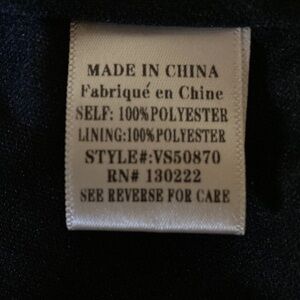 MADE IN CHINA
Fabriqué en Chine
SELF: 100%POLYESTER
LINING:100%POLYESTER
STYLE#:VS50870
RN# 130222
SEE REVERSE FOR CARE